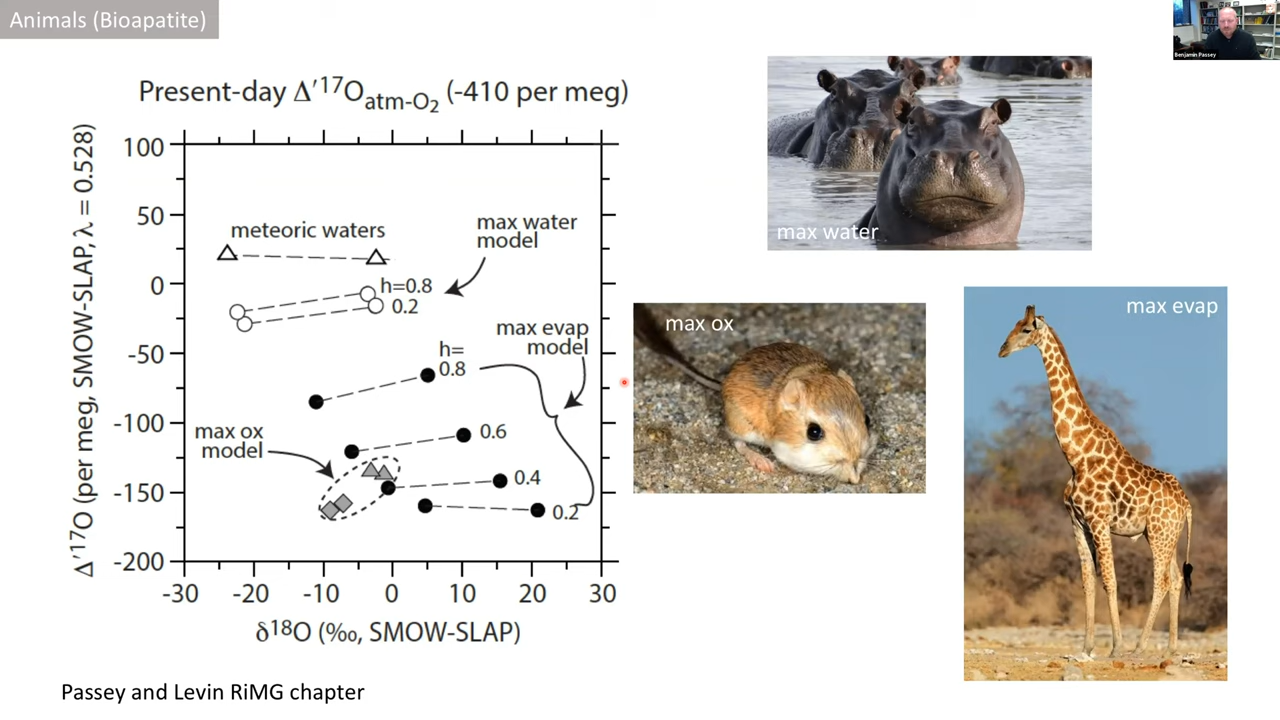 Animals (Bioapatite)
Benjamin Passey
Present-day Δ′¹⁷Oatm-O₂ (-410 per meg)
Δ′¹⁷O (per meg, SMOW-SLAP, λ = 0.528)
100
50
0
-50
-100
-150
-200
meteoric waters
max water
model
h=0.8
0.2
max evap
model
h=
0.8
0.6
0.4
0.2
max ox
model
-30 -20 -10 0 10 20 30
δ¹⁸O (‰, SMOW-SLAP)
max water
max ox
max evap
Passey and Levin RiMG chapter